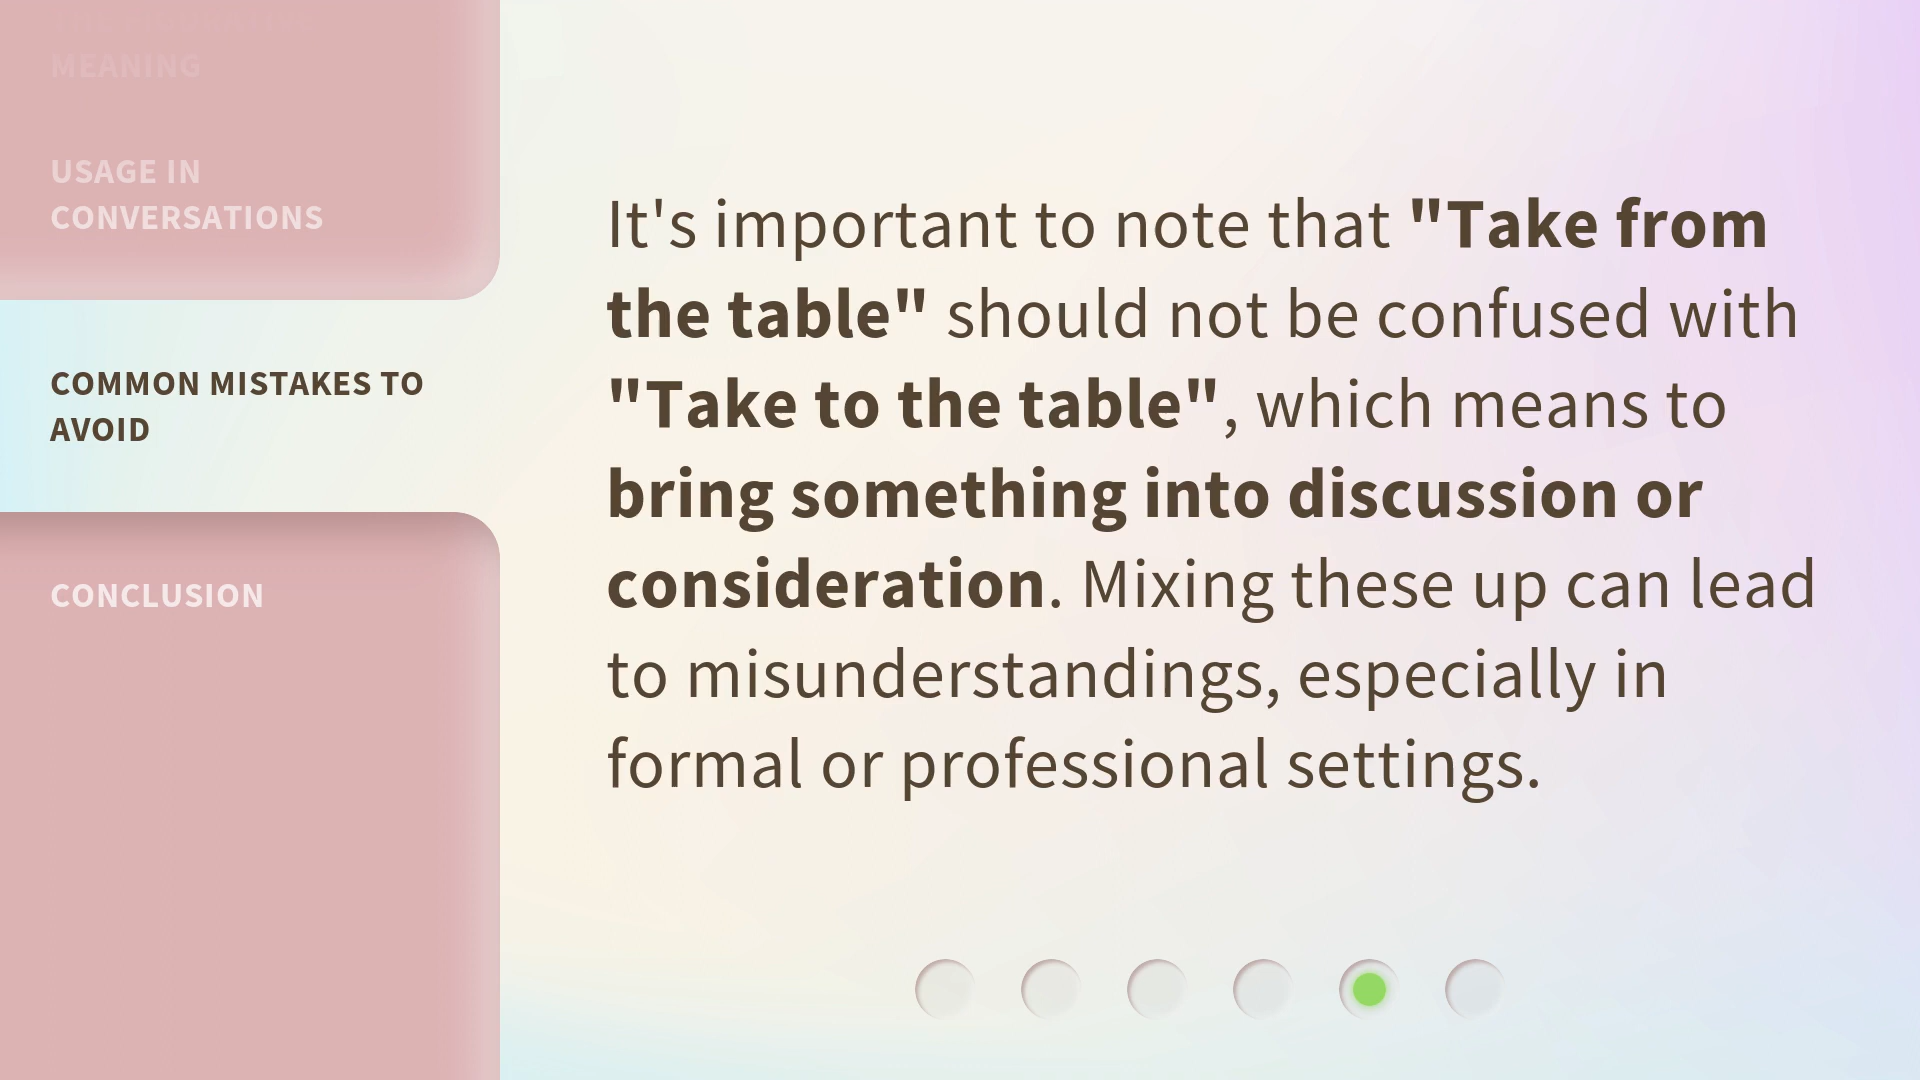 MEANING
USAGE IN
CONVERSATIONS
COMMON MISTAKES TO
AVOID
CONCLUSION
It's important to note that "Take from
the table" should not be confused with
"Take to the table", which means to
bring something into discussion or
consideration. Mixing these up can lead
to misunderstandings, especially in
formal or professional settings.